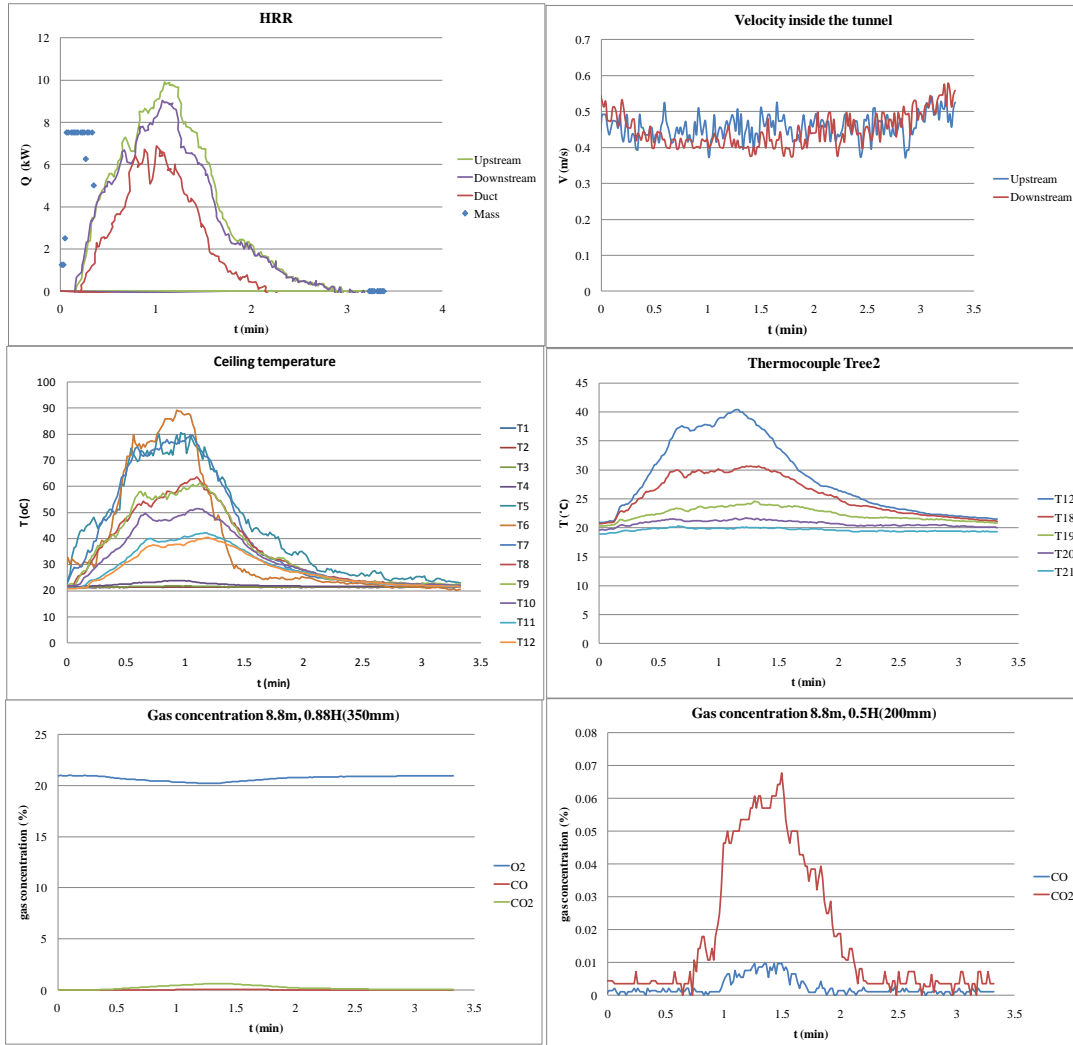 HRR
12
10
8
6
4
2
0
0 1 2 3 4
Q (kW)
t (min)
Upstream
Downstream
Duct
Mass
Velocity inside the tunnel
0.7
0.6
0.5
0.4
0.3
0.2
0.1
0
0 0.5 1 1.5 2 2.5 3 3.5
V (m/s)
t (min)
Upstream
Downstream
Ceiling temperature
100
90
80
70
60
50
40
30
20
10
0
0 0.5 1 1.5 2 2.5 3 3.5
T (oC)
t (min)
T1
T2
T3
T4
T5
T6
T7
T8
T9
T10
T11
T12
Thermocouple Tree2
45
40
35
30
25
20
15
10
5
0
0 0.5 1 1.5 2 2.5 3 3.5
T (°C)
t (min)
T12
T18
T19
T20
T21
Gas concentration 8.8m, 0.88H(350mm)
25
20
15
10
5
0
0 0.5 1 1.5 2 2.5 3 3.5
gas concentration (%)
t (min)
O2
CO
CO2
Gas concentration 8.8m, 0.5H(200mm)
0.08
0.07
0.06
0.05
0.04
0.03
0.02
0.01
0
0 0.5 1 1.5 2 2.5 3 3.5
gas concentration (%)
t (min)
CO
CO2